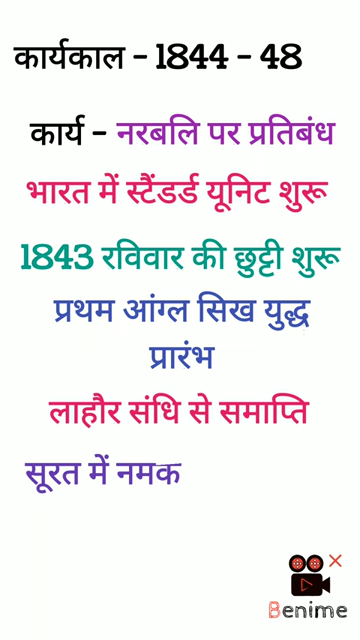 कार्यकाल - 1844 - 48
कार्य - नरबलि पर प्रतिबंध
भारत में स्टैंडर्ड यूनिट शुरू
1843 रविवार की छुट्टी शुरू
प्रथम आंग्ल सिख युद्ध
प्रारंभ
लाहौर संधि से समाप्ति
सूरत में नमक
Benime